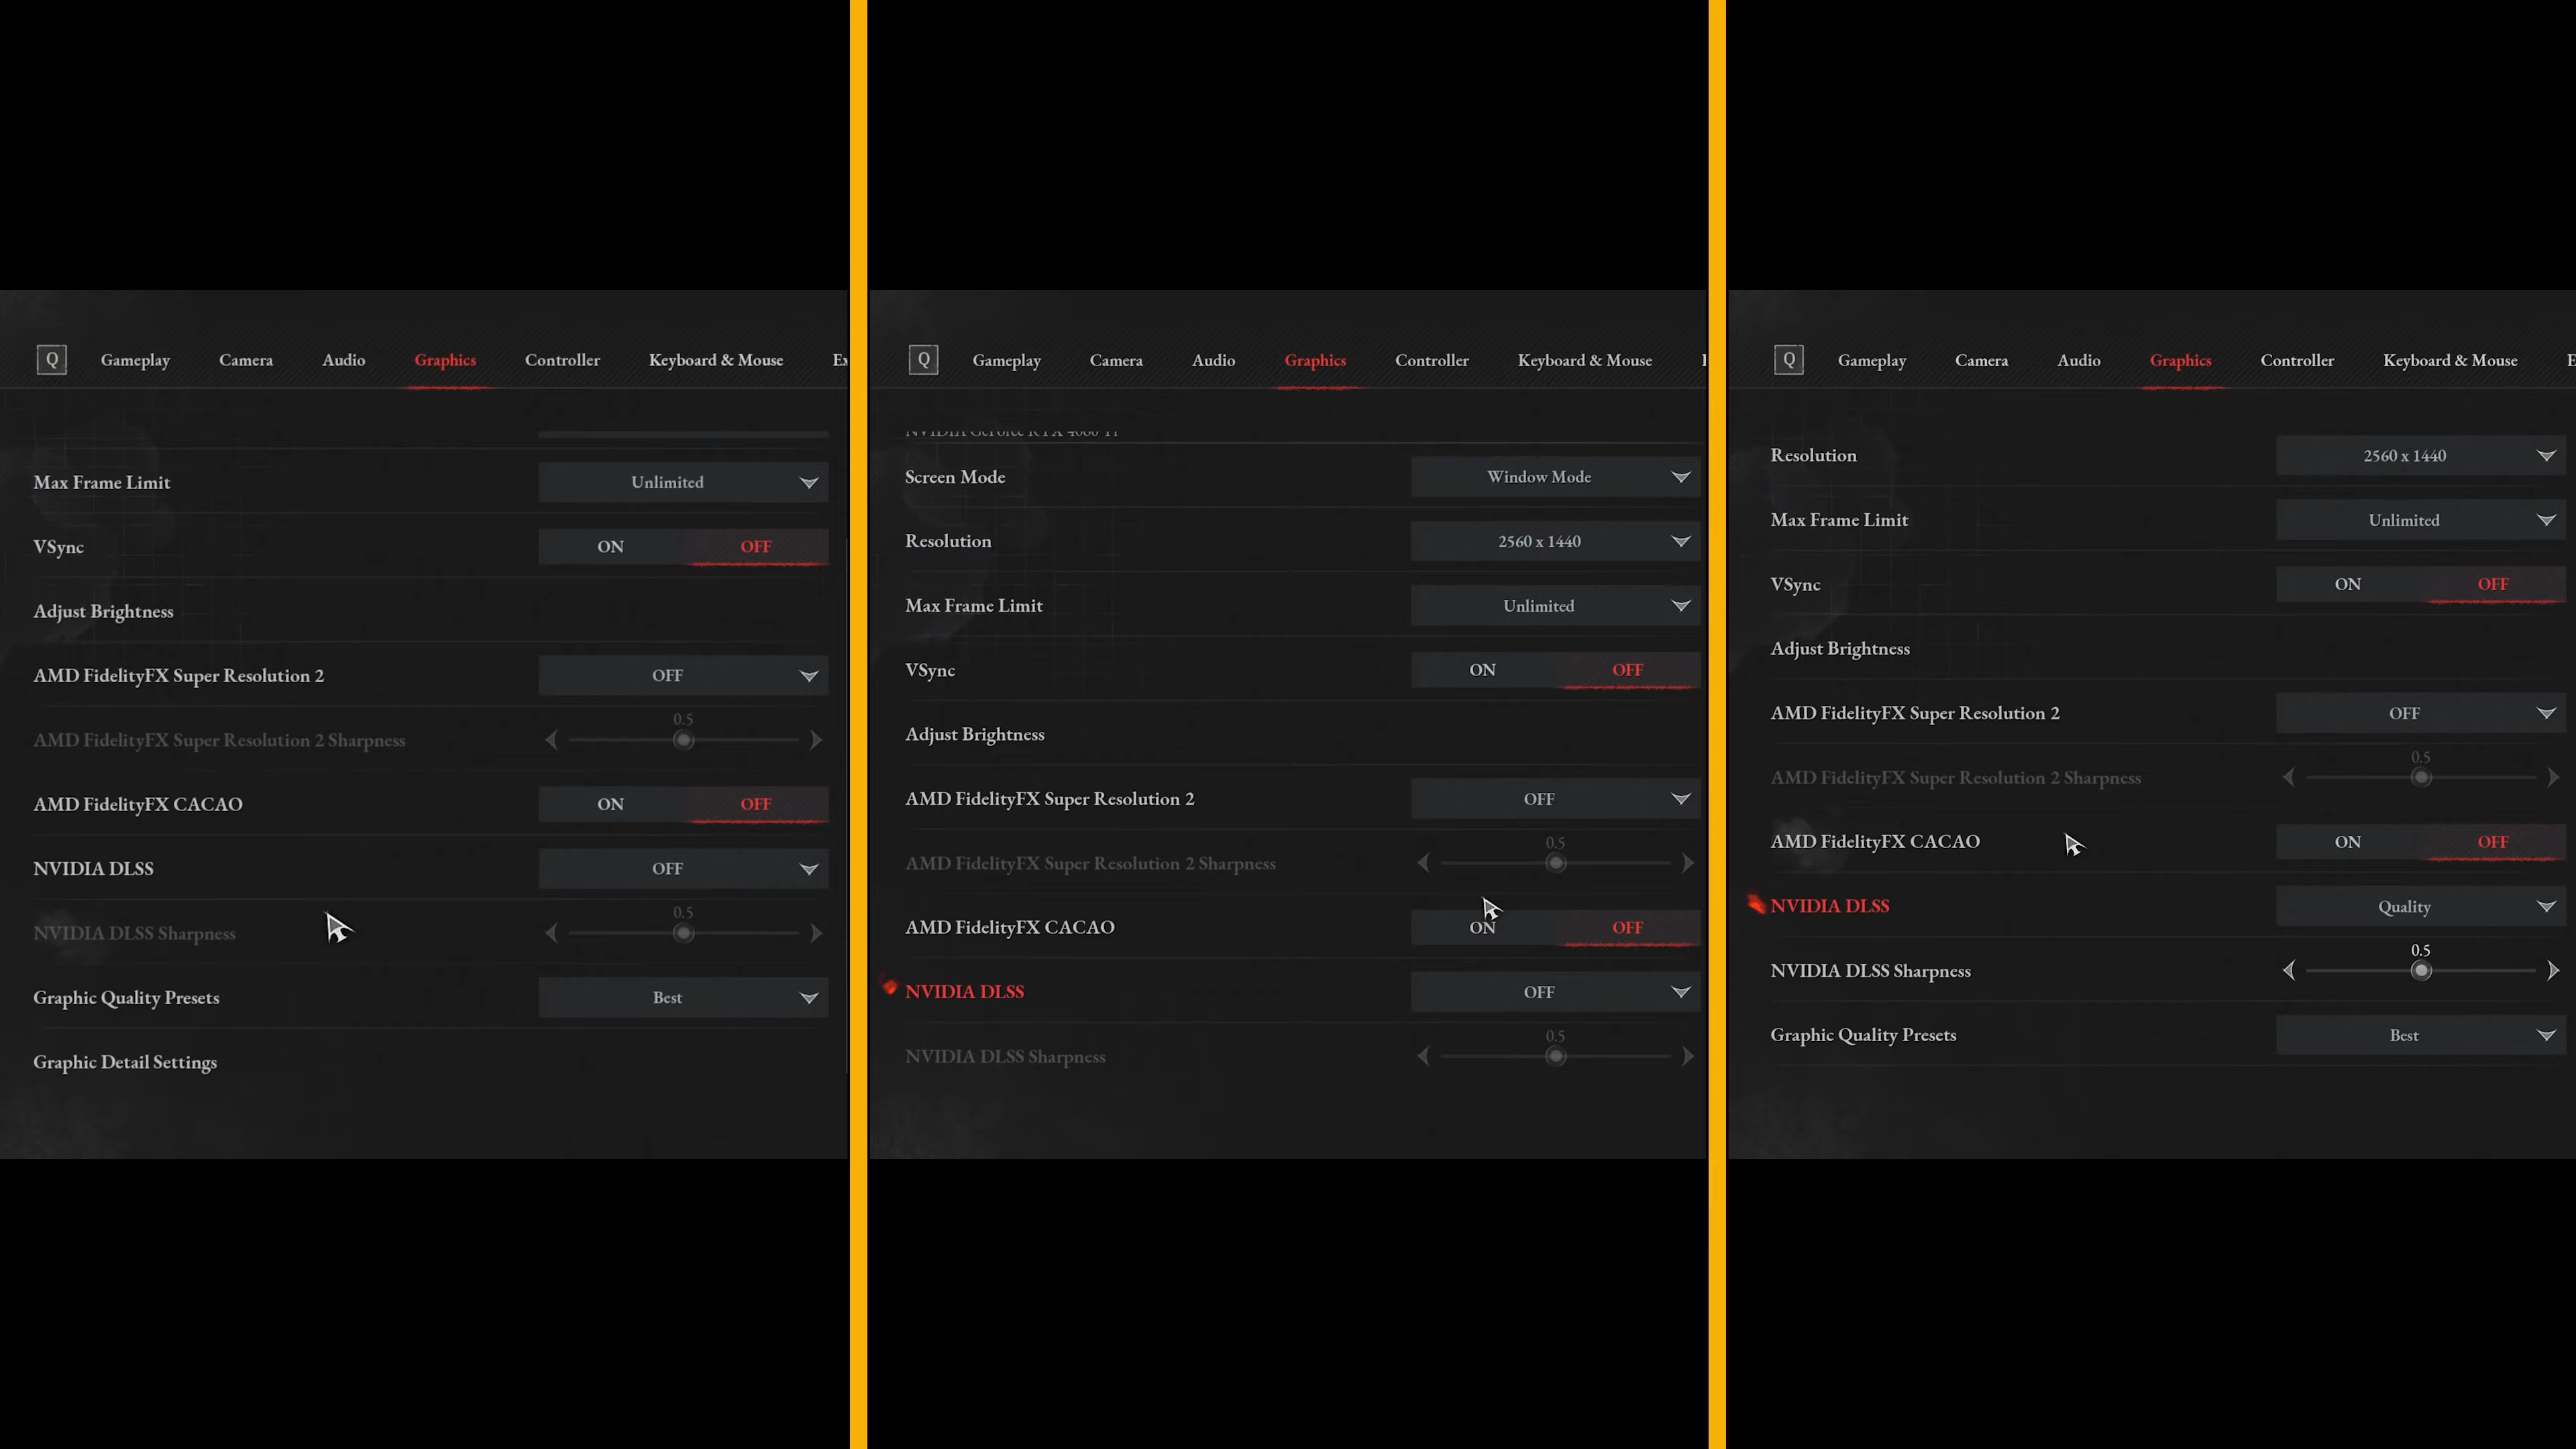 Q Gameplay Camera Audio Graphics Controller Keyboard & Mouse
Max Frame Limit Unlimited
VSync ON OFF
Adjust Brightness
AMD FidelityFX Super Resolution 2 OFF
0.5
AMD FidelityFX Super Resolution 2 Sharpness
AMD FidelityFX CACAO ON OFF
NVIDIA DLSS OFF
0.5
NVIDIA DLSS Sharpness
Graphic Quality Presets Best
Graphic Detail Settings
Q Gameplay Camera Audio Graphics Controller Keyboard & Mouse
Screen Mode Window Mode
Resolution 2560 x 1440
Max Frame Limit Unlimited
VSync ON OFF
Adjust Brightness
AMD FidelityFX Super Resolution 2 OFF
0.5
AMD FidelityFX Super Resolution 2 Sharpness
AMD FidelityFX CACAO ON OFF
NVIDIA DLSS OFF
0.5
NVIDIA DLSS Sharpness
Q Gameplay Camera Audio Graphics Controller Keyboard & Mouse
Resolution 2560 x 1440
Max Frame Limit Unlimited
VSync ON OFF
Adjust Brightness
AMD FidelityFX Super Resolution 2 OFF
0.5
AMD FidelityFX Super Resolution 2 Sharpness
AMD FidelityFX CACAO ON OFF
NVIDIA DLSS Quality
0.5
NVIDIA DLSS Sharpness
Graphic Quality Presets Best